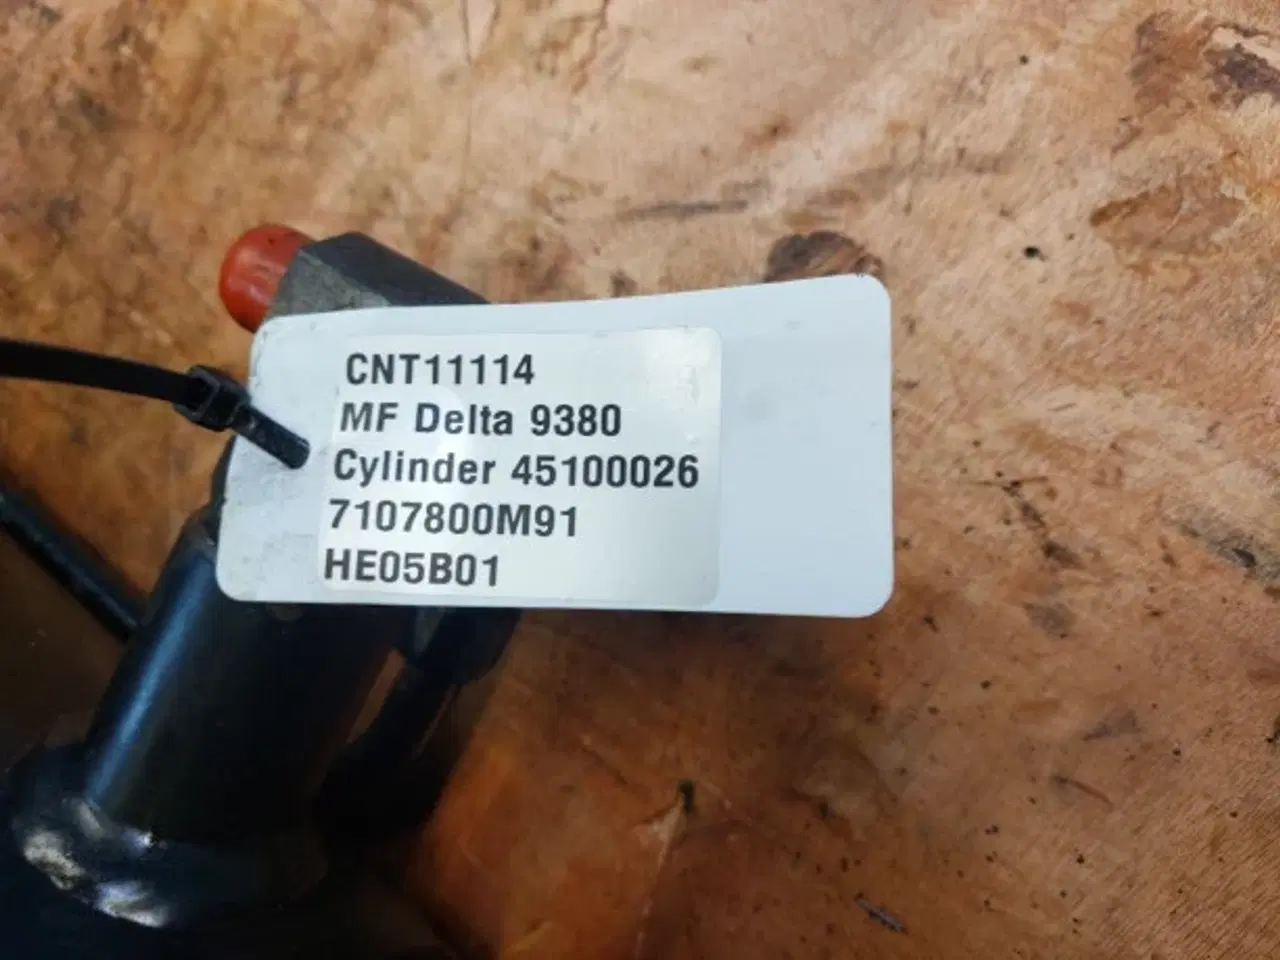 CNT11114
MF Delta 9380
Cylinder 45100026
7107800M91
HE05B01